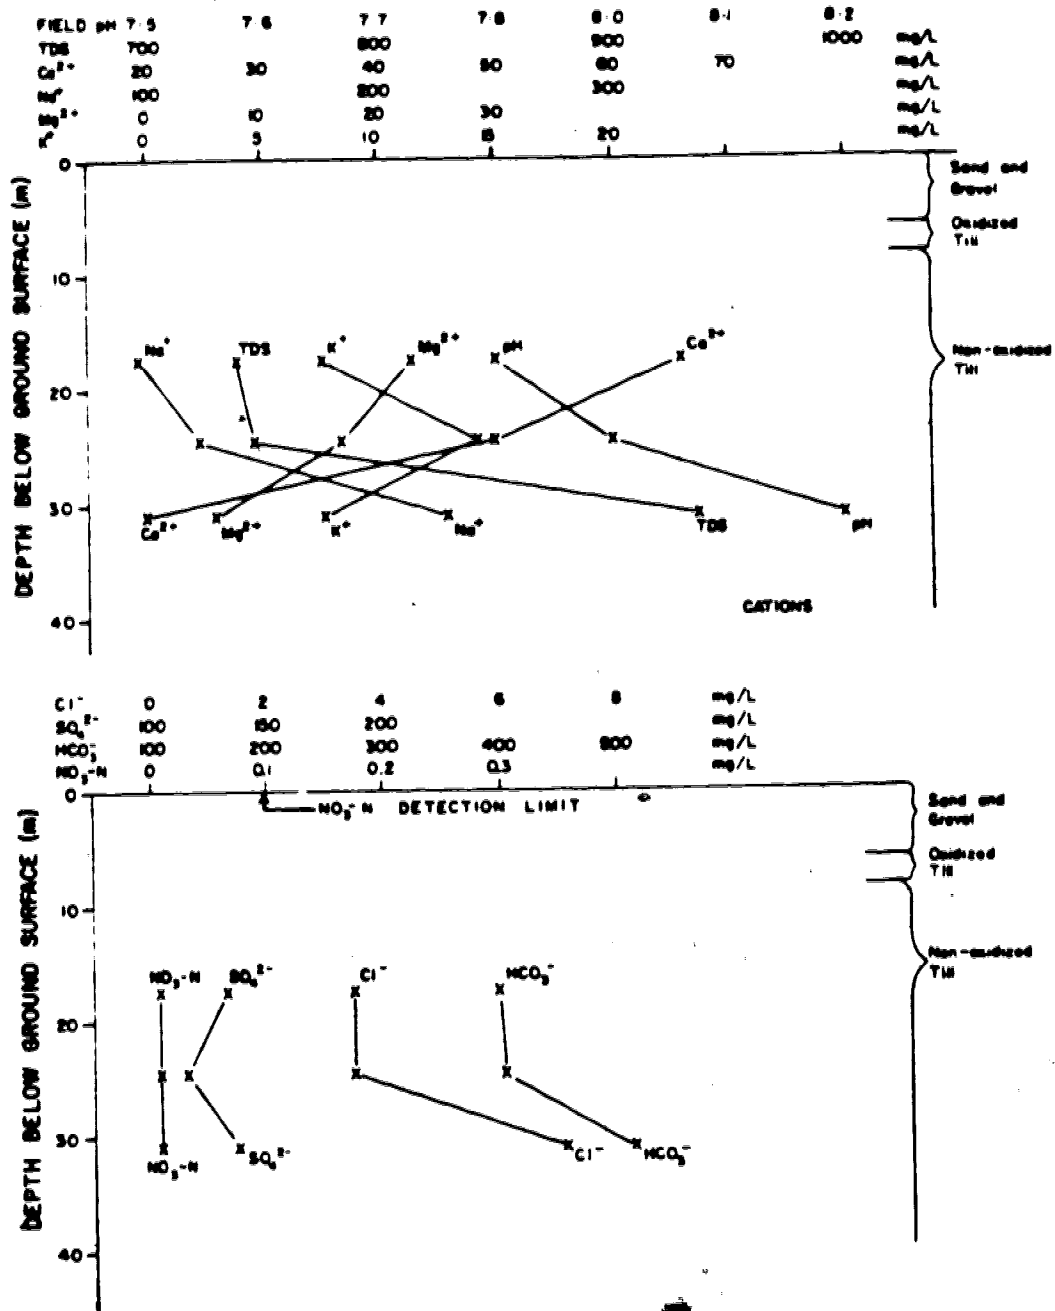 FIELD pH 7.5 7.6 7.7 7.8 8.0 8.1 8.2
TDS 700 800 900 1000 mg/L
Ca²⁺ 20 30 40 50 60 70 mg/L
Na⁺ 100 200 300 mg/L
Mg²⁺ 0 10 20 30 mg/L
K⁺ 0 5 10 15 20 mg/L
DEPTH BELOW GROUND SURFACE (m)
0
10
20
30
40
Sand and
Gravel
Oxidized
Till
Non-oxidized
Till
Na⁺ TDS K⁺ Mg²⁺ pH Ca²⁺
Ca²⁺ Mg²⁺ K⁺ Na⁺ TDS pH
CATIONS
Cl⁻ 0 2 4 6 8 mg/L
SO₄²⁻ 100 150 200 mg/L
HCO₃⁻ 100 200 300 400 500 mg/L
NO₃-N 0 0.1 0.2 0.3 mg/L
NO₃-N DETECTION LIMIT
DEPTH BELOW GROUND SURFACE (m)
0
10
20
30
40
Sand and
Gravel
Oxidized
Till
Non-oxidized
Till
NO₃-N SO₄²⁻ Cl⁻ HCO₃⁻
NO₃-N SO₄²⁻ Cl⁻ HCO₃⁻